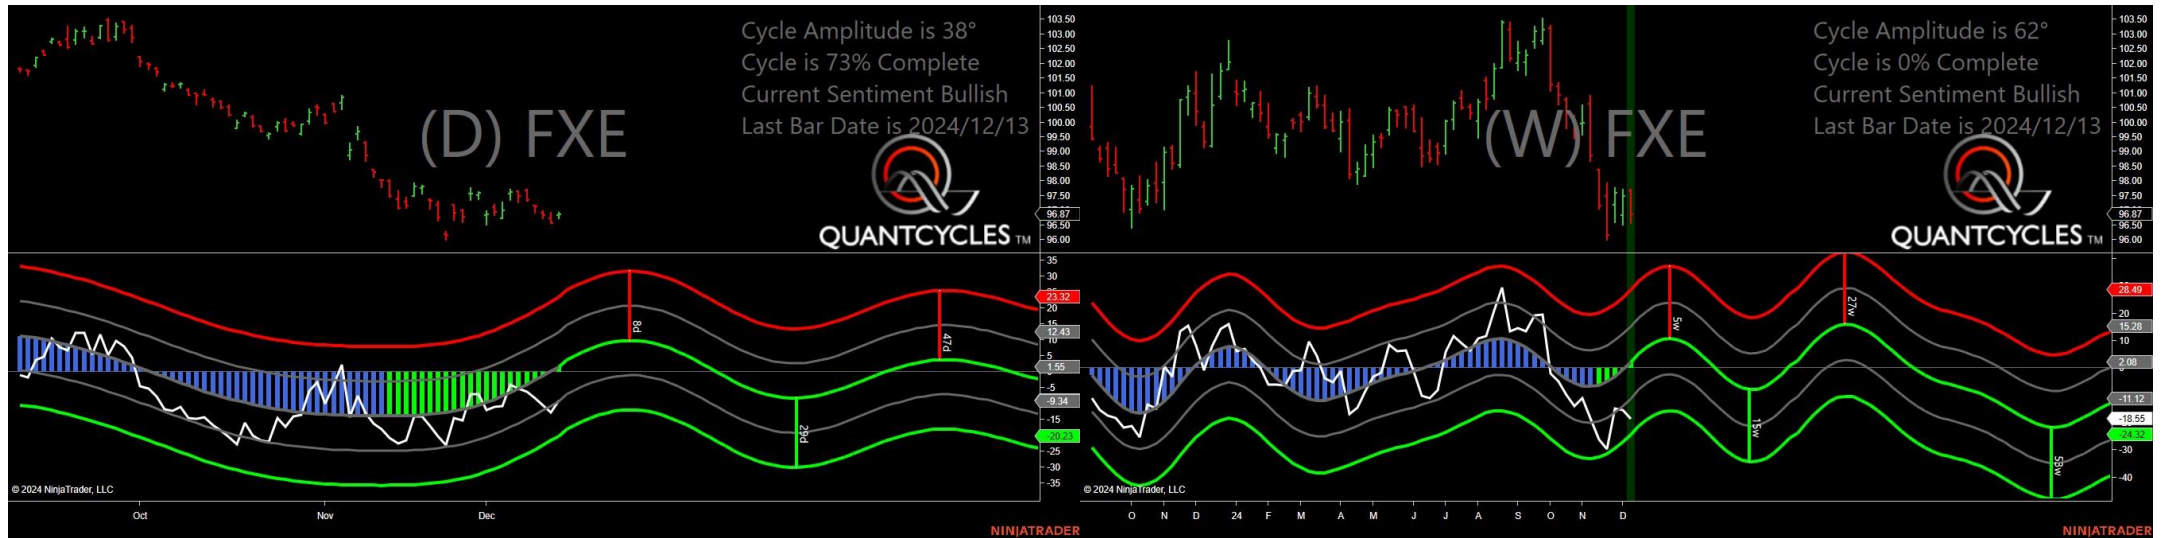 Cycle Amplitude is 38°
Cycle is 73% Complete
Current Sentiment Bullish
Last Bar Date is 2024/12/13
(D) FXE
QUANTCYCLES TM
103.50
103.00
102.50
102.00
101.50
101.00
100.50
100.00
99.50
99.00
98.50
98.00
97.50
96.87
96.50
96.00
35
30
23.32
20
15
12.43
10
5
1.55
-5
-9.34
-15
-20.23
-25
-30
-35
8d
29d
47d
© 2024 NinjaTrader, LLC
Oct Nov Dec
NINJATRADER
Cycle Amplitude is 62°
Cycle is 0% Complete
Current Sentiment Bullish
Last Bar Date is 2024/12/13
(W) FXE
QUANTCYCLES TM
103.50
103.00
102.50
102.00
101.50
101.00
100.50
100.00
99.50
99.00
98.50
98.00
97.50
96.87
96.50
96.00
28.49
20
15.28
10
2.08
-11.12
-18.55
-24.32
-30
-40
5w
15w
27w
58w
© 2024 NinjaTrader, LLC
O N D 24 F M A M J J A S O N D
NINJATRADER